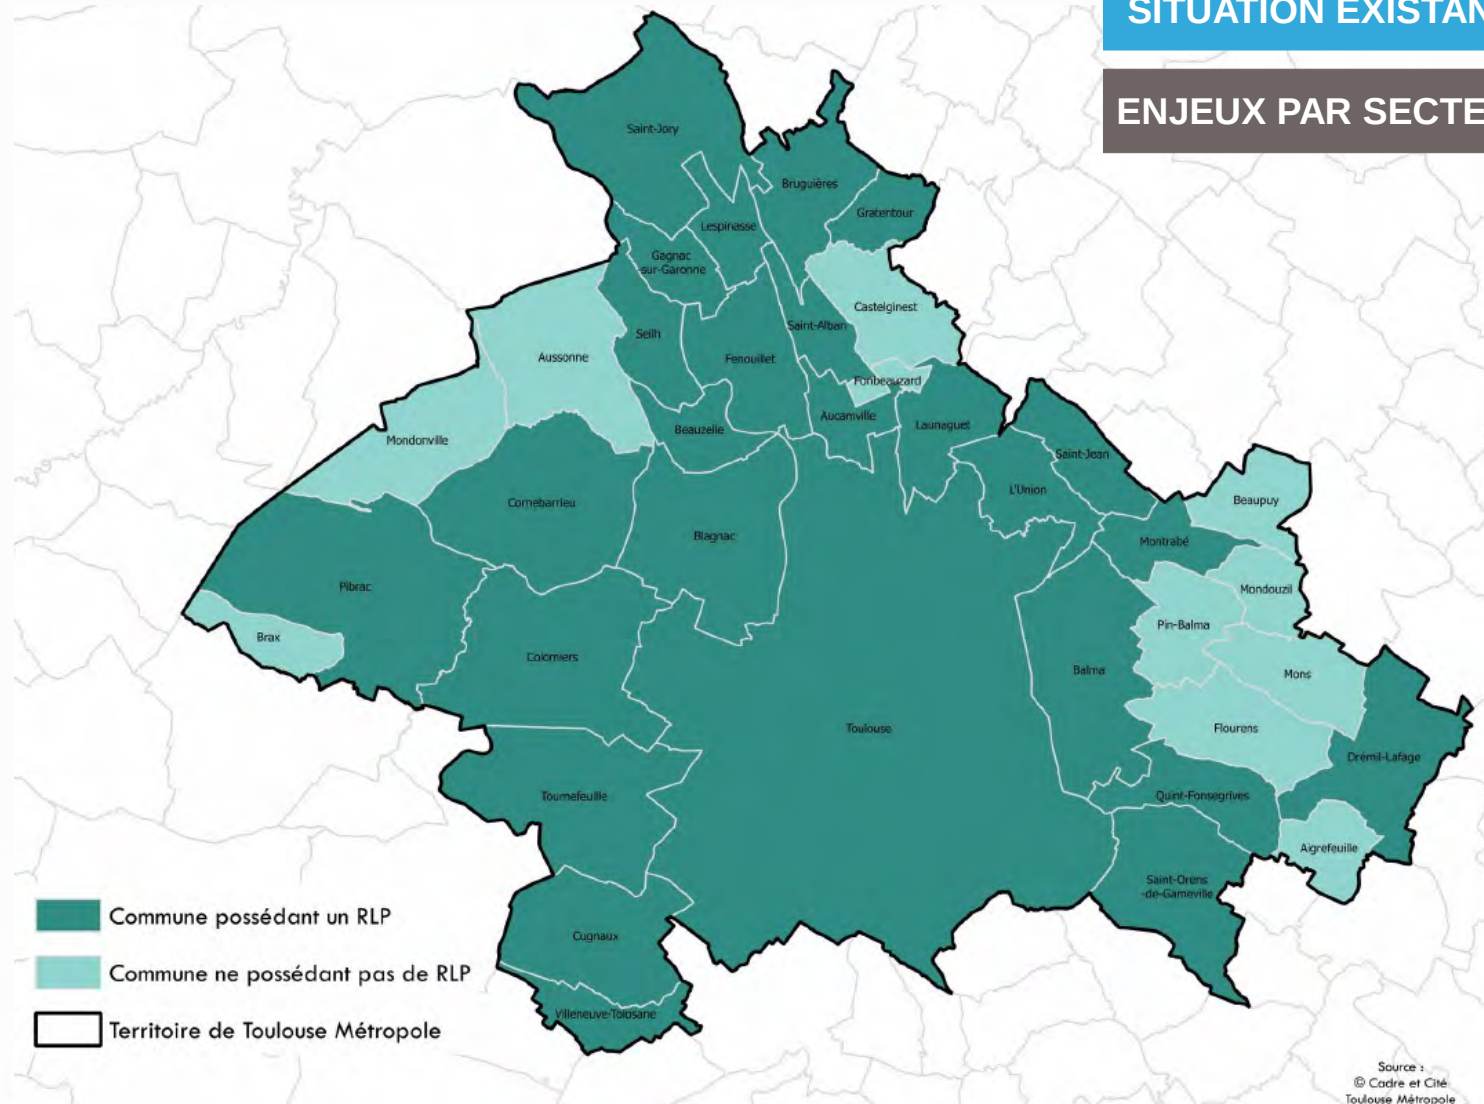 SITUATION EXISTAN
ENJEUX PAR SECTE
Saint-Jory
Bruguières
Gratentour
Lespinasse
Gagnac
-sur-Garonne
Castelginest
Saint-Alban
Seilh
Fenouillet
Aussonne
Fonbeauzard
Aucamville
Launaguet
Beauzelle
Mondonville
Saint-Jean
L'Union
Beaupuy
Cornebarrieu
Blagnac
Montrabé
Pibrac
Mondouzil
Pin-Balma
Brax
Colomiers
Balma
Mons
Toulouse
Flourens
Drémil-Lafage
Tournefeuille
Quint-Fonsegrives
Aigrefeuille
Saint-Orens
-de-Gameville
Cugnaux
Villeneuve-Tolosane
Commune possédant un RLP
Commune ne possédant pas de RLP
Territoire de Toulouse Métropole
Source :
© Cadre et Cité
Toulouse Métropole